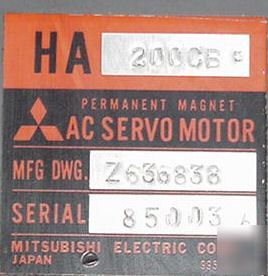 HA 200CB
PERMANENT MAGNET
AC SERVO MOTOR
MFG DWG. Z636838
SERIAL 85003 A
MITSUBISHI ELECTRIC CO
JAPAN